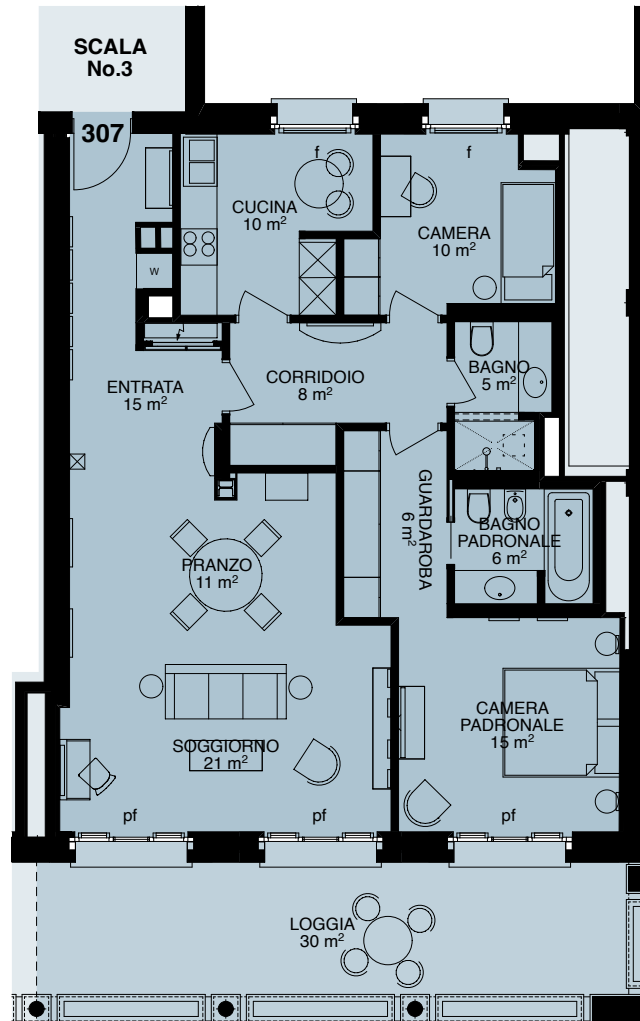 SCALA
No.3
307
f
f
CUCINA
10 m²
CAMERA
10 m²
w
ENTRATA
15 m²
CORRIDOIO
8 m²
BAGNO
5 m²
GUARDAROBA
6 m²
BAGNO
PADRONALE
6 m²
PRANZO
11 m²
CAMERA
PADRONALE
15 m²
SOGGIORNO
21 m²
pf
pf
pf
LOGGIA
30 m²